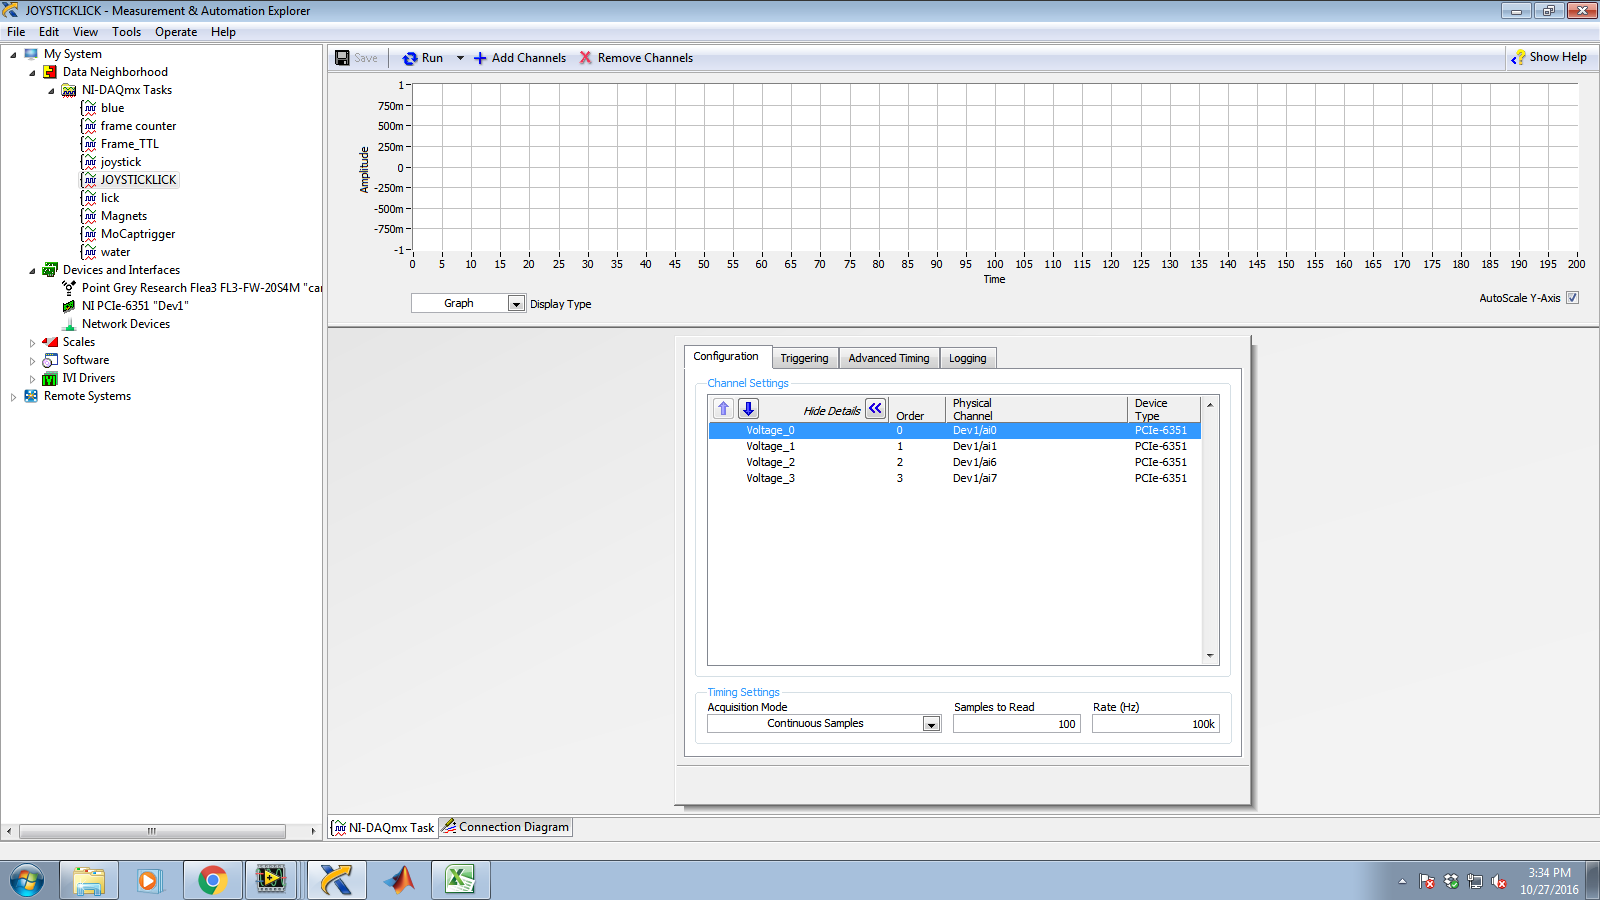 JOYSTICKLICK - Measurement & Automation Explorer
File Edit View Tools Operate Help
My System
Data Neighborhood
NI-DAQmx Tasks
blue
frame counter
Frame_TTL
joystick
JOYSTICKLICK
lick
Magnets
MoCaptrigger
water
Devices and Interfaces
Point Grey Research Flea3 FL3-FW-20S4M "car
NI PCIe-6351 "Dev1"
Network Devices
Scales
Software
IVI Drivers
Remote Systems
Save Run Add Channels Remove Channels Show Help
1
750m
500m
250m
0
-250m
-500m
-750m
-1
Amplitude
0 5 10 15 20 25 30 35 40 45 50 55 60 65 70 75 80 85 90 95 100 105 110 115 120 125 130 135 140 145 150 155 160 165 170 175 180 185 190 195 200
Time
Graph Display Type AutoScale Y-Axis
Configuration Triggering Advanced Timing Logging
Channel Settings
Hide Details Order Physical Channel Device Type
Voltage_0 0 Dev1/ai0 PCIe-6351
Voltage_1 1 Dev1/ai1 PCIe-6351
Voltage_2 2 Dev1/ai6 PCIe-6351
Voltage_3 3 Dev1/ai7 PCIe-6351
Timing Settings
Acquisition Mode Samples to Read Rate (Hz)
Continuous Samples 100 100k
NI-DAQmx Task Connection Diagram
3:34 PM
10/27/2016